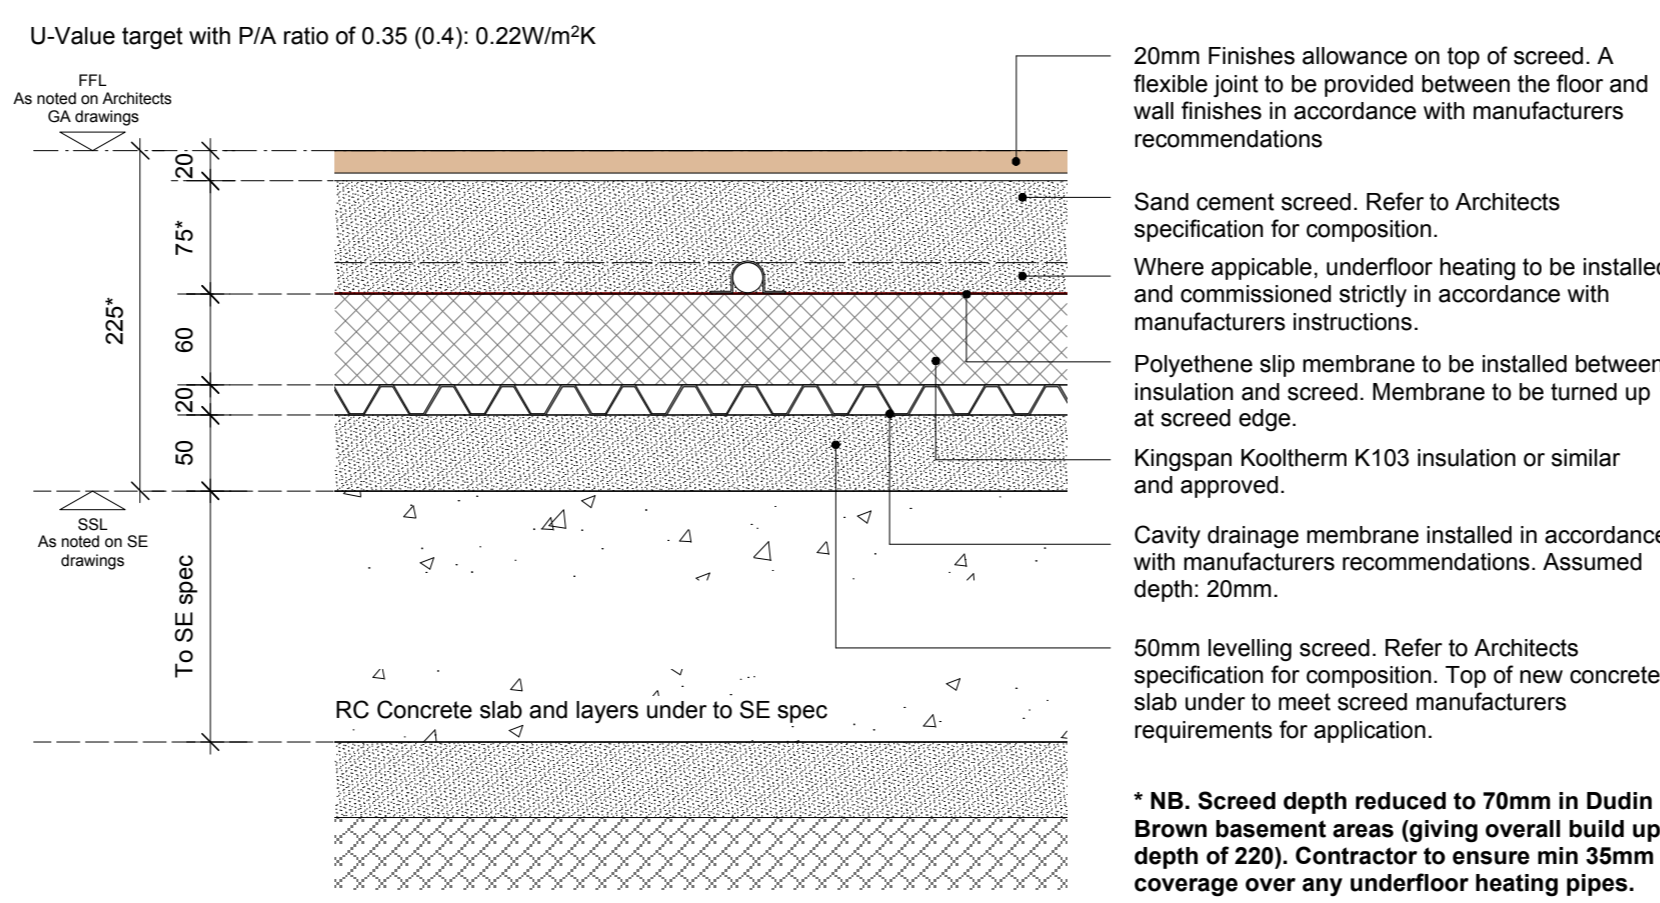 U-Value target with P/A ratio of 0.35 (0.4): 0.22W/m²K
FFL
As noted on Architects
GA drawings
20
75*
225*
60
20
50
SSL
As noted on SE
drawings
To SE spec
RC Concrete slab and layers under to SE spec
20mm Finishes allowance on top of screed. A
flexible joint to be provided between the floor and
wall finishes in accordance with manufacturers
recommendations
Sand cement screed. Refer to Architects
specification for composition.
Where appicable, underfloor heating to be installed
and commissioned strictly in accordance with
manufacturers instructions.
Polyethene slip membrane to be installed between
insulation and screed. Membrane to be turned up
at screed edge.
Kingspan Kooltherm K103 insulation or similar
and approved.
Cavity drainage membrane installed in accordance
with manufacturers recommendations. Assumed
depth: 20mm.
50mm levelling screed. Refer to Architects
specification for composition. Top of new concrete
slab under to meet screed manufacturers
requirements for application.
* NB. Screed depth reduced to 70mm in Dudin
Brown basement areas (giving overall build up
depth of 220). Contractor to ensure min 35mm
coverage over any underfloor heating pipes.